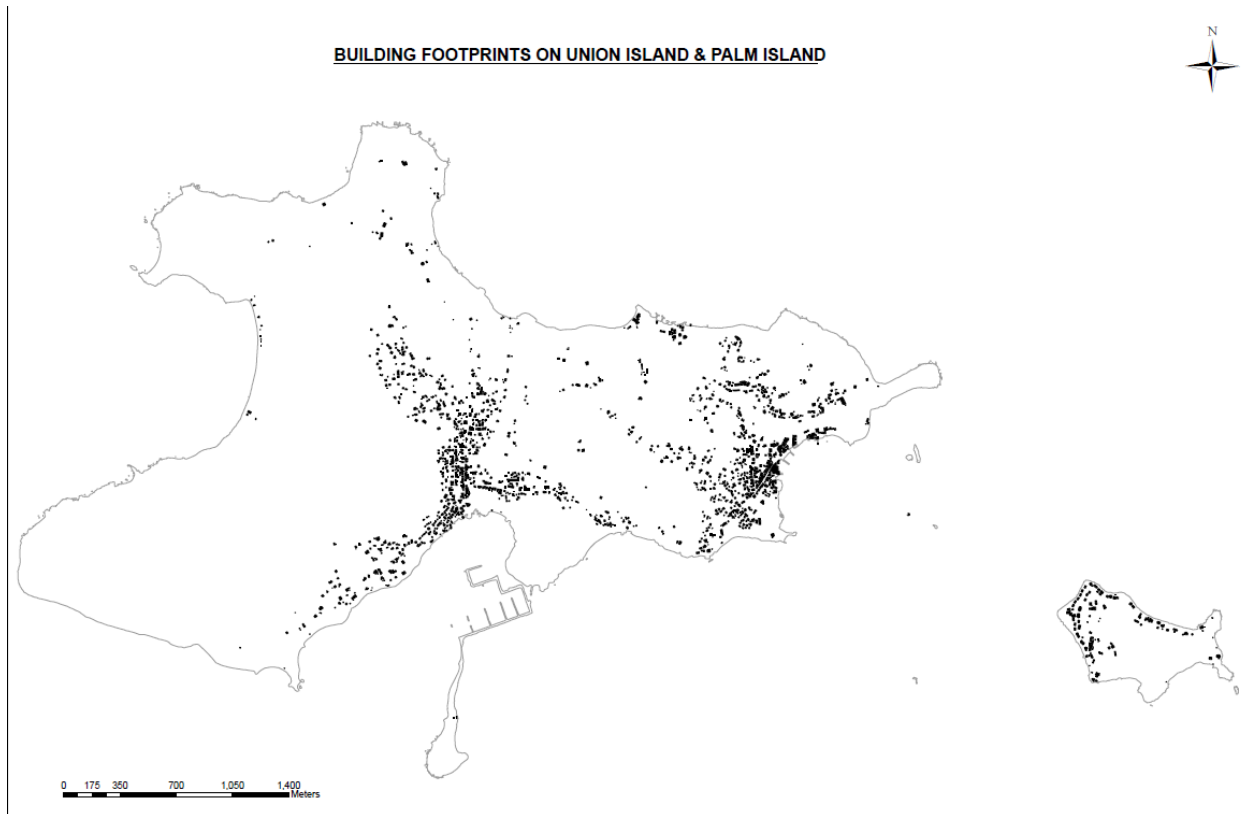 BUILDING FOOTPRINTS ON UNION ISLAND & PALM ISLAND
N
0 175 350 700 1,050 1,400
Meters